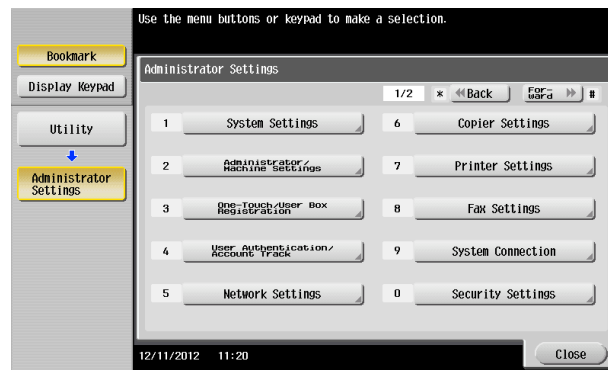 Use the menu buttons or keypad to make a selection.
Bookmark
Display Keypad
Utility
Administrator
Settings
Administrator Settings
1/2 * Back For-
ward #
1 System Settings
2 Administrator/
Machine Settings
3 One-Touch/User Box
Registration
4 User Authentication/
Account Track
5 Network Settings
6 Copier Settings
7 Printer Settings
8 Fax Settings
9 System Connection
0 Security Settings
12/11/2012 11:20
Close